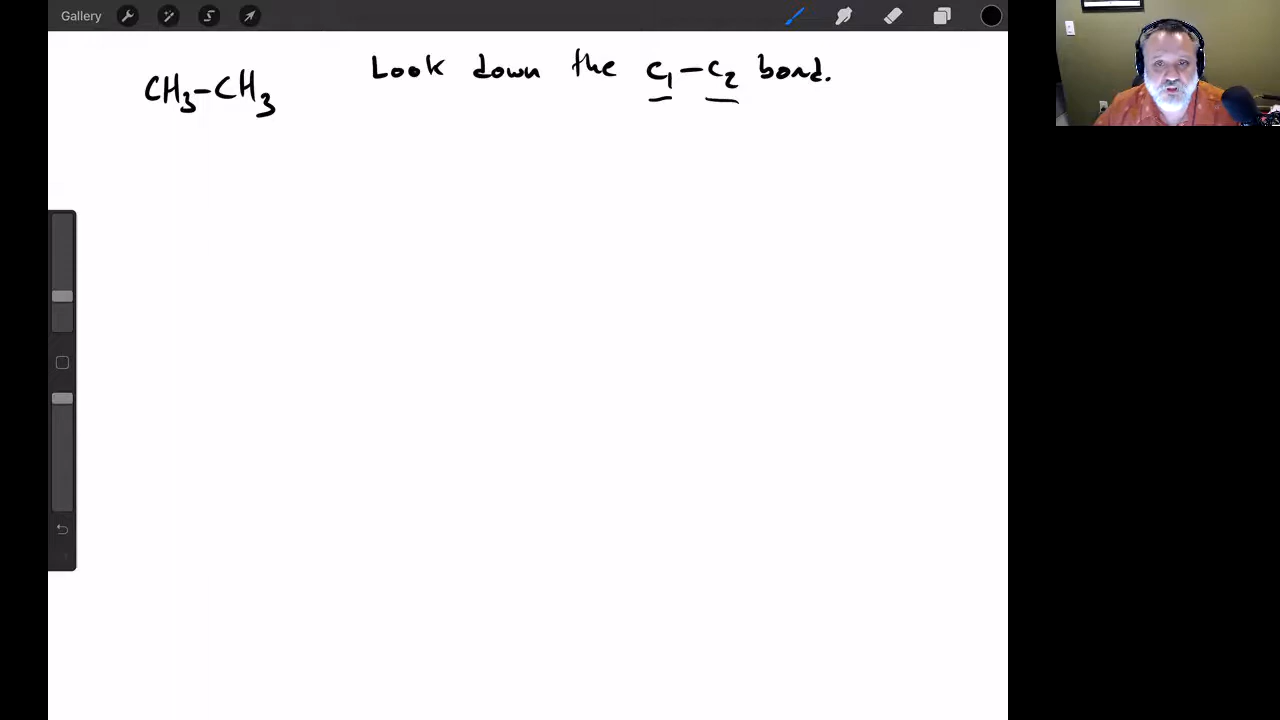 Gallery
CH₃-CH₃ Look down the C₁-C₂ bond.